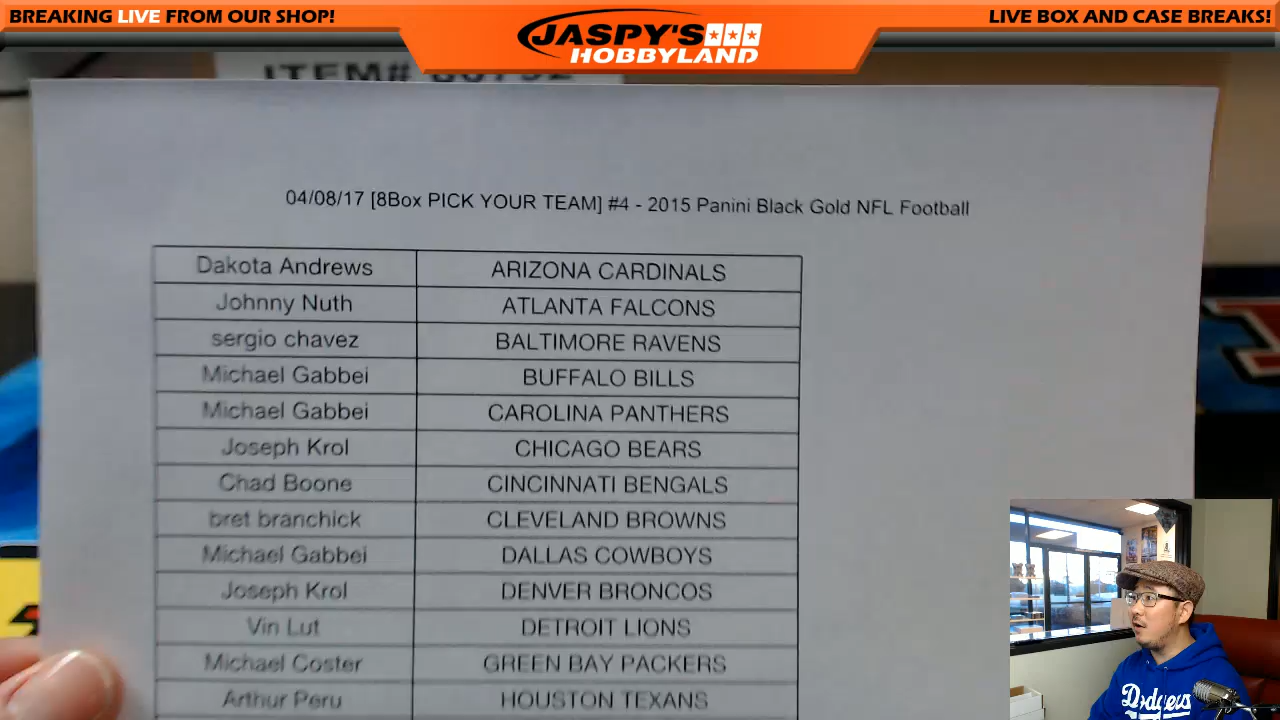 BREAKING LIVE FROM OUR SHOP!
JASPY'S
HOBBYLAND
LIVE BOX AND CASE BREAKS!
ITEM#
04/08/17 [8Box PICK YOUR TEAM] #4 - 2015 Panini Black Gold NFL Football
Dakota Andrews ARIZONA CARDINALS
Johnny Nuth ATLANTA FALCONS
sergio chavez BALTIMORE RAVENS
Michael Gabbei BUFFALO BILLS
Michael Gabbei CAROLINA PANTHERS
Joseph Krol CHICAGO BEARS
Chad Boone CINCINNATI BENGALS
bret branchick CLEVELAND BROWNS
Michael Gabbei DALLAS COWBOYS
Joseph Krol DENVER BRONCOS
Vin Lut DETROIT LIONS
Michael Coster GREEN BAY PACKERS
Arthur Peru HOUSTON TEXANS
Dodgers